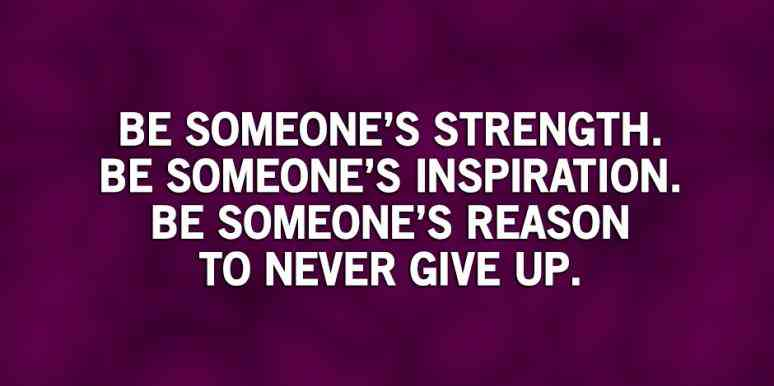 BE SOMEONE’S STRENGTH.
BE SOMEONE’S INSPIRATION.
BE SOMEONE’S REASON
TO NEVER GIVE UP.